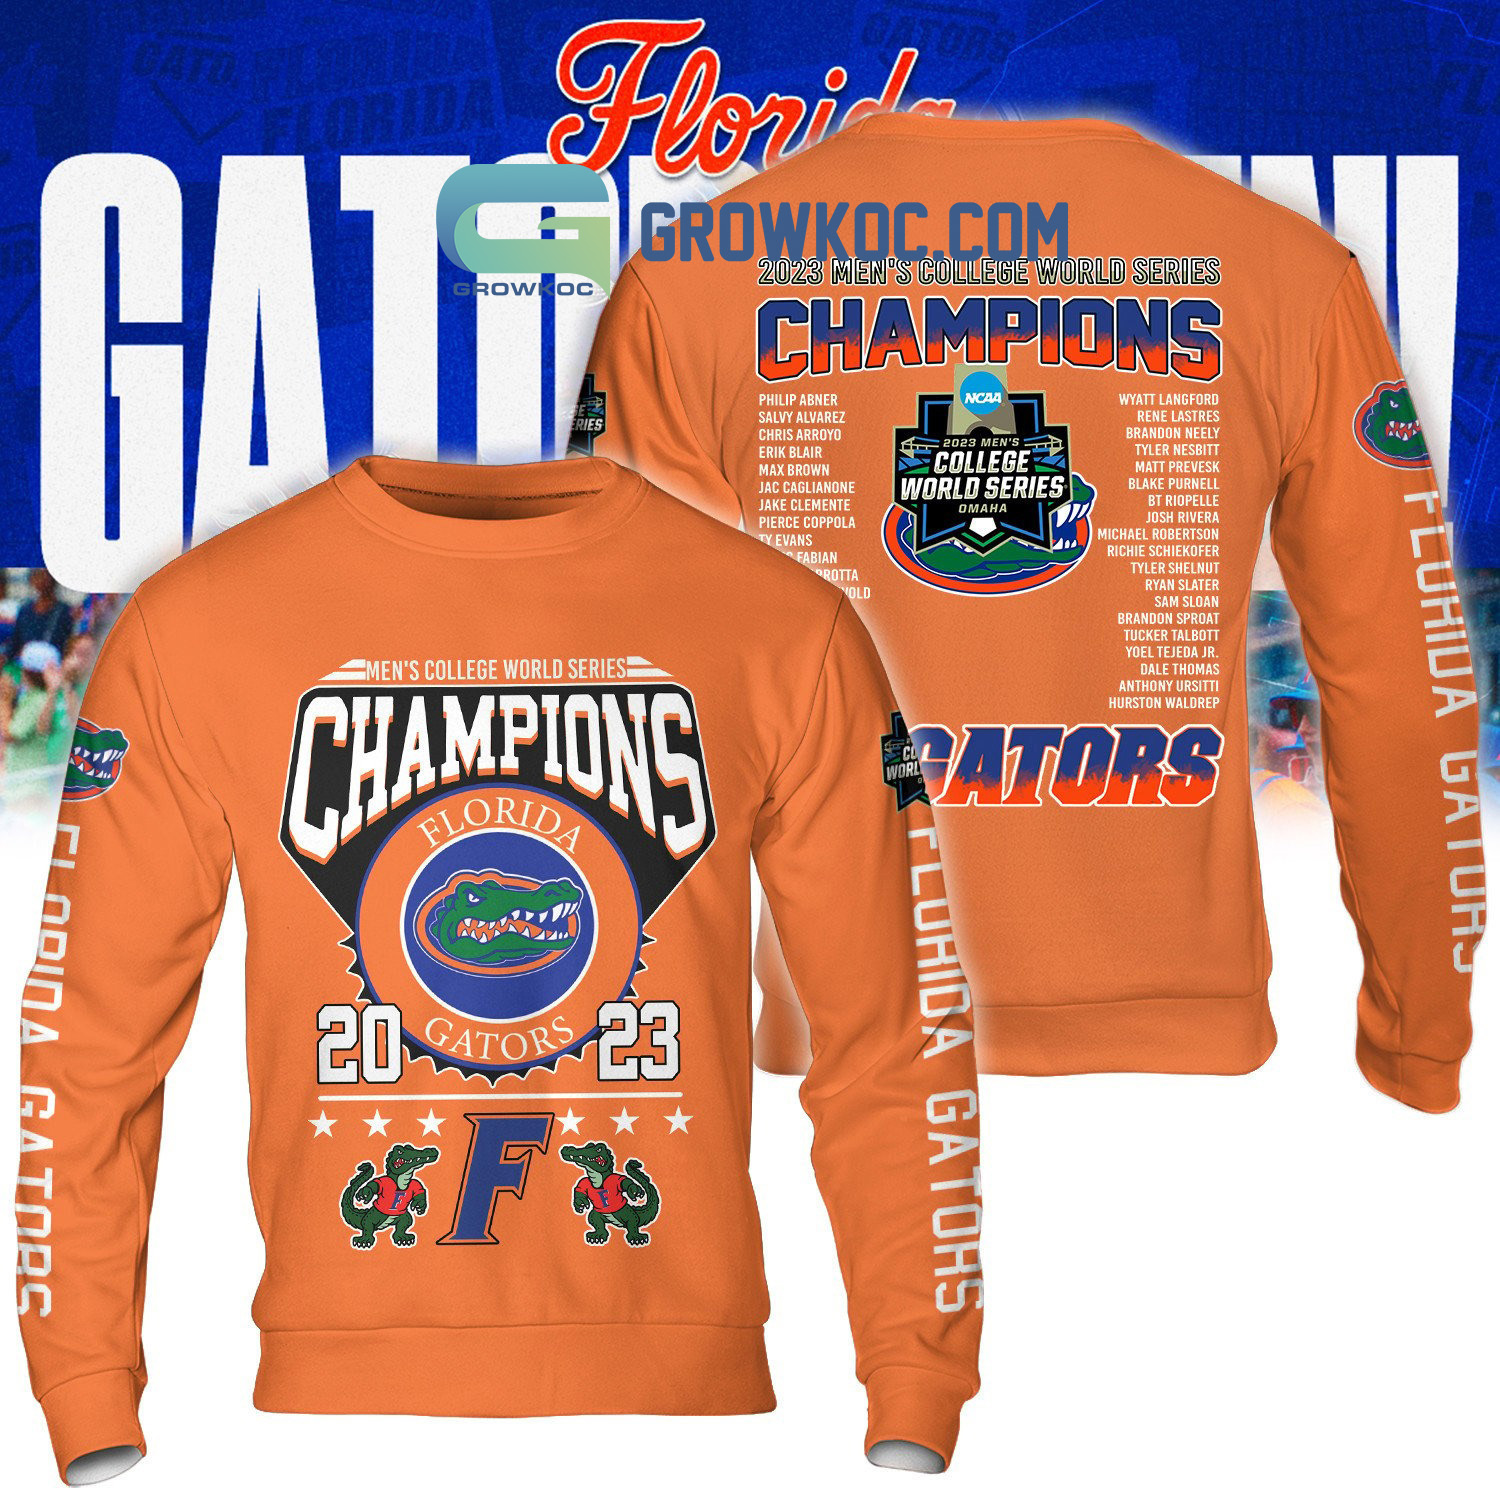 Florida
GROWKOC.COM
GROWKOC
2023 MEN'S COLLEGE WORLD SERIES
CHAMPIONS
PHILIP ABNER
SALVY ALVAREZ
CHRIS ARROYO
ERIK BLAIR
MAX BROWN
JAC CAGLIANONE
JAKE CLEMENTE
PIERCE COPPOLA
TY EVANS
FABIAN
NCAA
2023 MEN'S
COLLEGE
WORLD SERIES
OMAHA
WYATT LANGFORD
RENE LASTRES
BRANDON NEELY
TYLER NESBITT
MATT PREVESK
BLAKE PURNELL
BT RIOPELLE
JOSH RIVERA
MICHAEL ROBERTSON
RICHIE SCHIEKOFER
TYLER SHELNUT
RYAN SLATER
SAM SLOAN
BRANDON SPROAT
TUCKER TALBOTT
YOEL TEJEDA JR.
DALE THOMAS
ANTHONY URSITTI
HURSTON WALDREP
GATORS
FLORIDA GATORS
MEN'S COLLEGE WORLD SERIES
CHAMPIONS
FLORIDA
GATORS
20 23
F
F
F
FLORIDA GATORS
FLORIDA GATORS